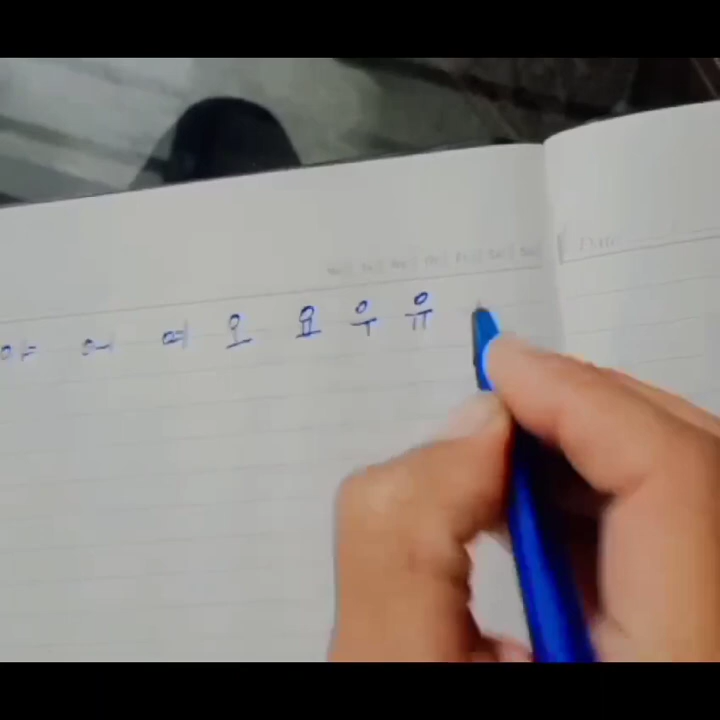 야 어 여 오 요 우 유